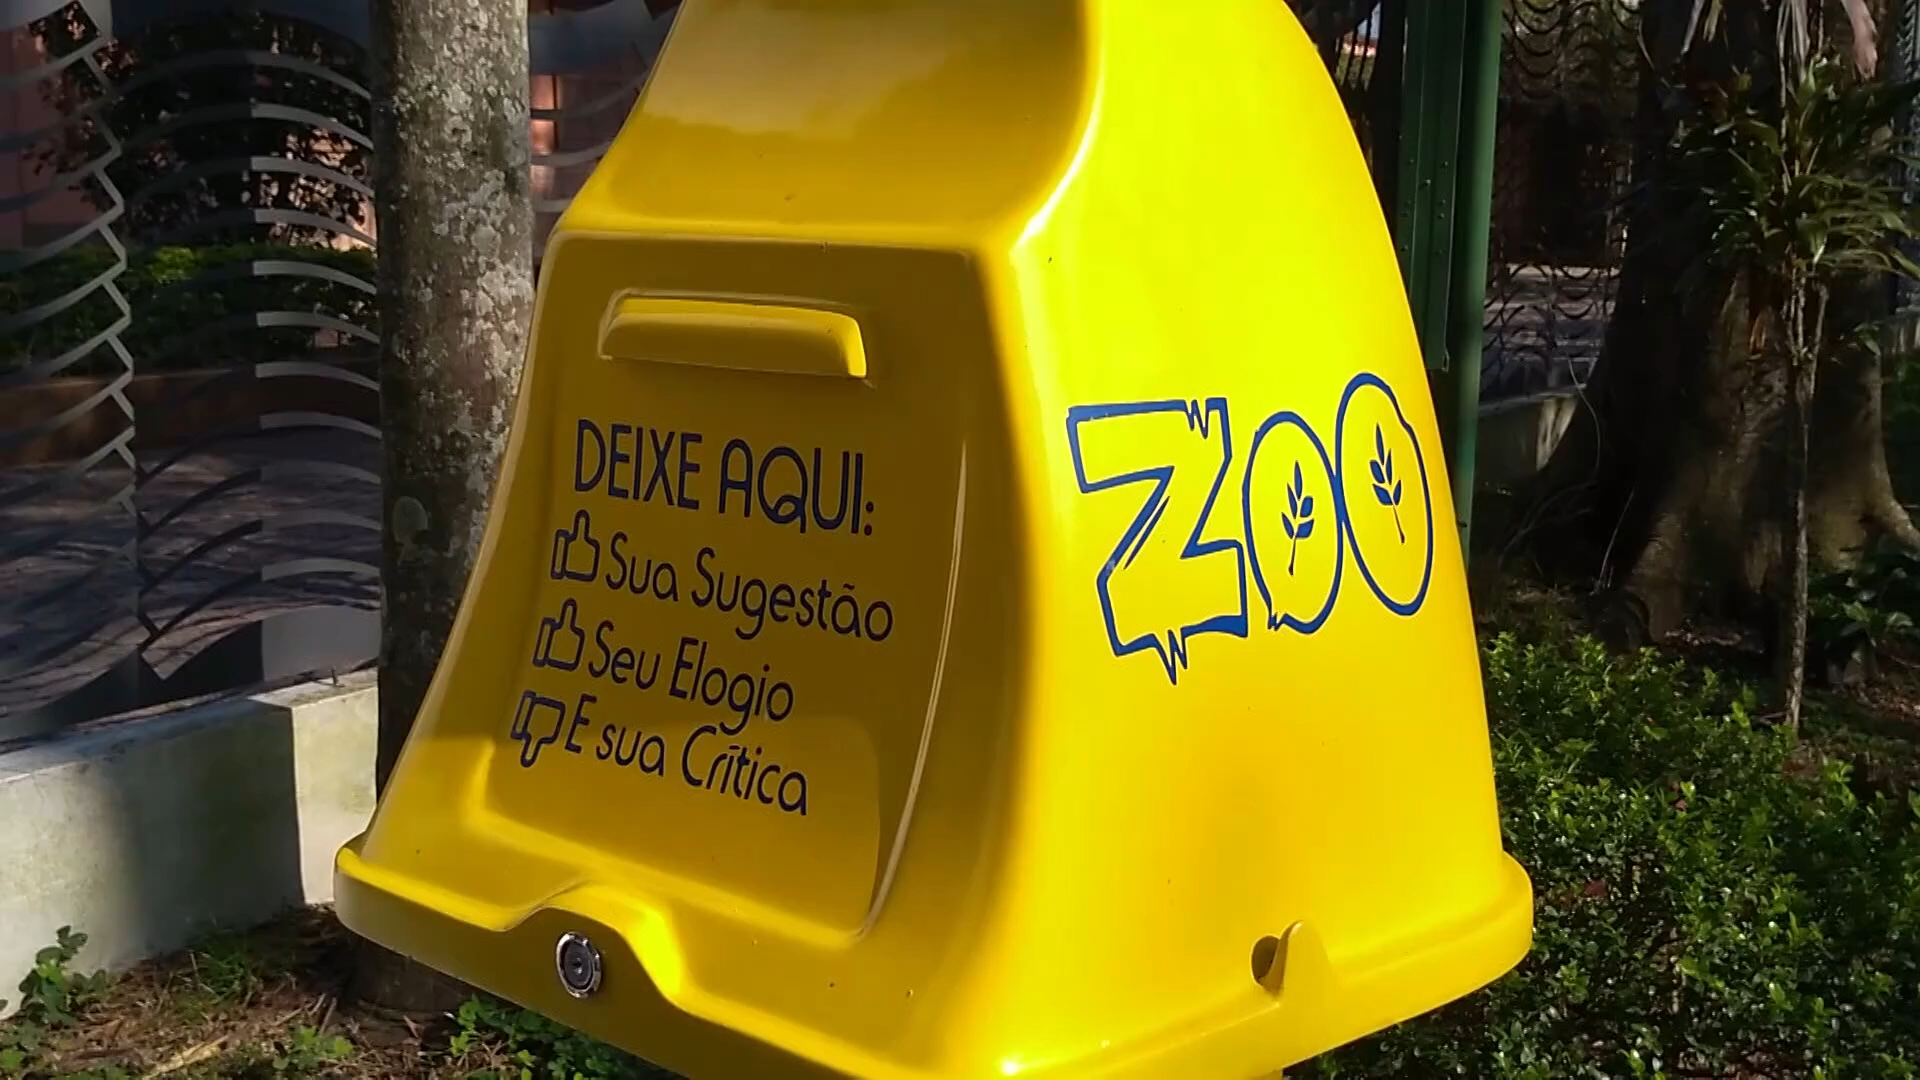 DEIXE AQUI:
Sua Sugestão
Seu Elogio
E sua Crítica
ZOO